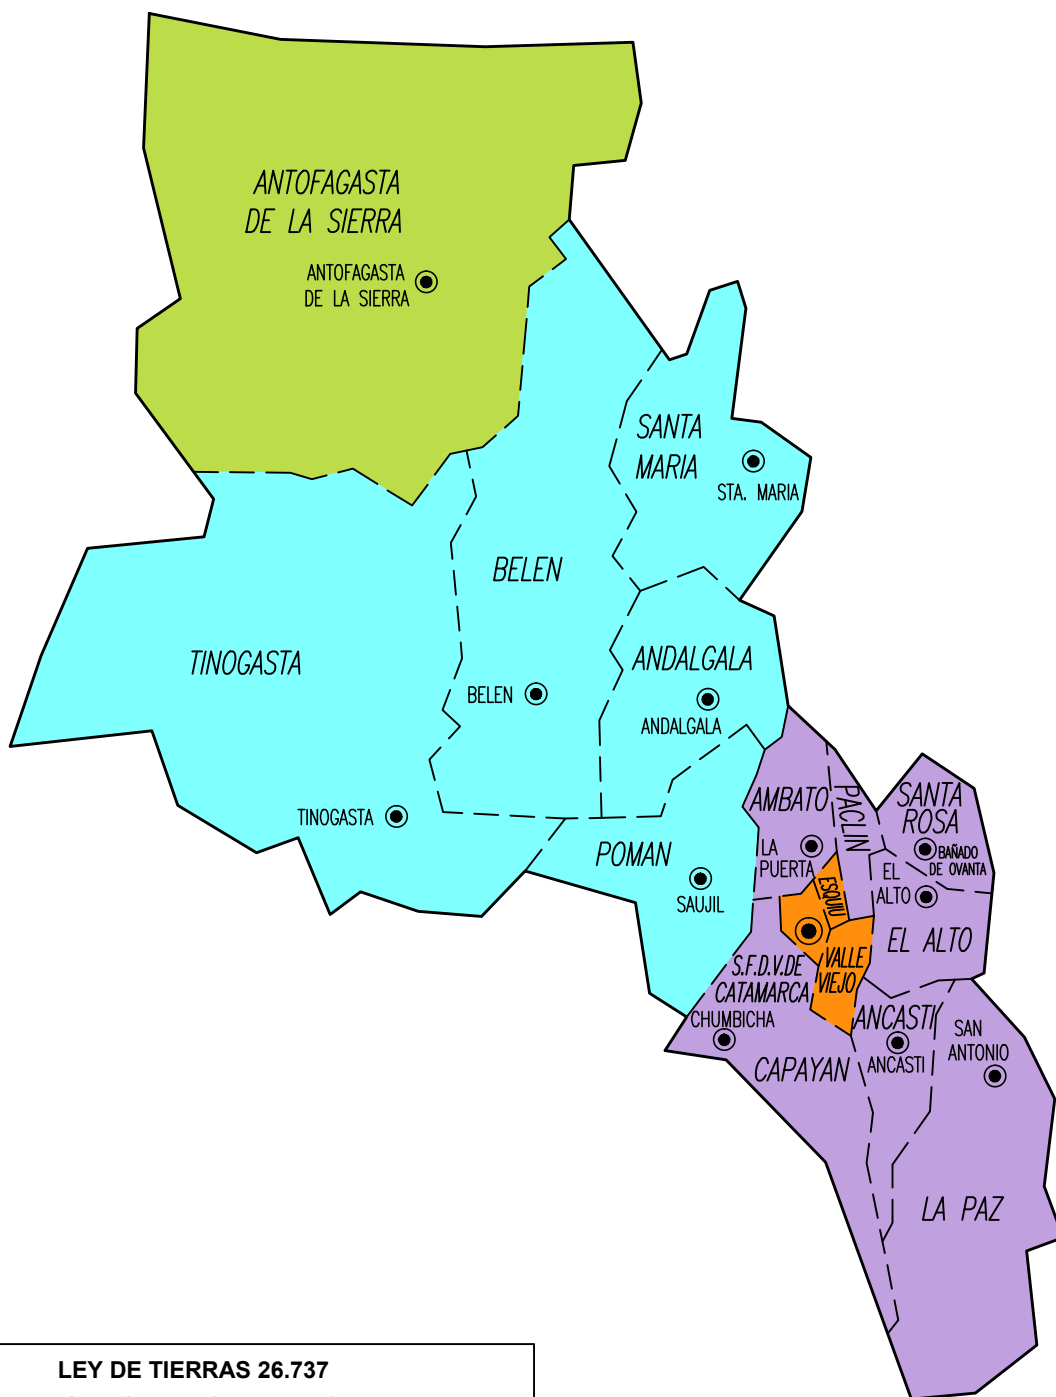 ANTOFAGASTA
DE LA SIERRA
ANTOFAGASTA
DE LA SIERRA
SANTA
MARIA
STA. MARIA
BELEN
TINOGASTA
ANDALGALA
BELEN
ANDALGALA
TINOGASTA
AMBATO
PACLIN
SANTA
ROSA
POMAN
LA
PUERTA
BAÑADO
DE OVANTA
SAUJIL
ESQUIU
EL
ALTO
EL ALTO
VALLE
VIEJO
S.F.D.V.DE
CATAMARCA
CHUMBICHA
ANCASTI
SAN
ANTONIO
CAPAYAN
ANCASTI
LA PAZ
LEY DE TIERRAS 26.737